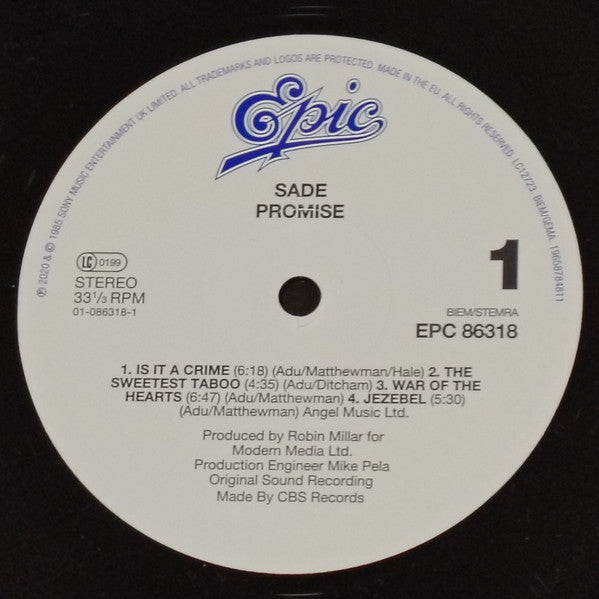 ℗ 2020 & © 1985 SONY MUSIC ENTERTAINMENT UK LIMITED. ALL TRADEMARKS AND LOGOS ARE PROTECTED. MADE IN THE EU. ALL RIGHTS RESERVED. LC12723. BIEM/GEMA. 19658784811
Epic
SADE
PROMISE
LC 0199
STEREO
33 1/3 RPM
01-086318-1
1
BIEM/STEMRA
EPC 86318
1. IS IT A CRIME (6:18) (Adu/Matthewman/Hale) 2. THE
SWEETEST TABOO (4:35) (Adu/Ditcham) 3. WAR OF THE
HEARTS (6:47) (Adu/Matthewman) 4. JEZEBEL (5:30)
(Adu/Matthewman) Angel Music Ltd.
Produced by Robin Millar for
Modern Media Ltd.
Production Engineer Mike Pela
Original Sound Recording
Made By CBS Records